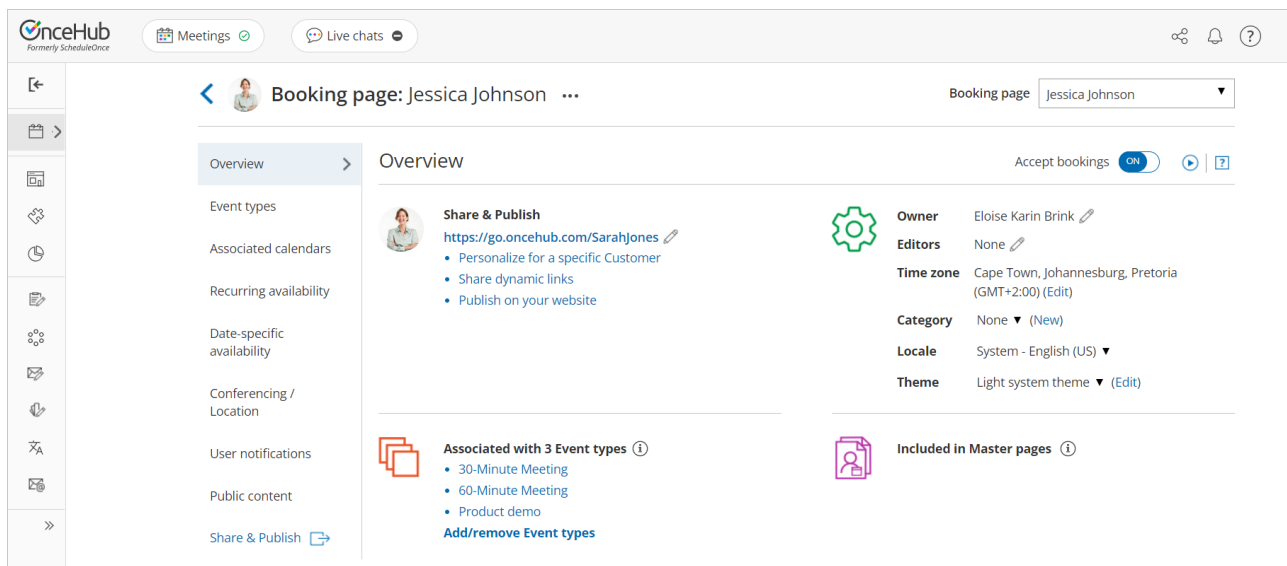 OnceHub
Formerly ScheduleOnce
Meetings
Live chats
?
Booking page: Jessica Johnson ...
Booking page
Jessica Johnson
Overview
Event types
Associated calendars
Recurring availability
Date-specific
availability
Conferencing /
Location
User notifications
Public content
Share & Publish
Overview
Accept bookings ON
?
Share & Publish
https://go.oncehub.com/SarahJones
• Personalize for a specific Customer
• Share dynamic links
• Publish on your website
Owner Eloise Karin Brink
Editors None
Time zone Cape Town, Johannesburg, Pretoria
(GMT+2:00) (Edit)
Category None ▼ (New)
Locale System - English (US) ▼
Theme Light system theme ▼ (Edit)
Associated with 3 Event types i
• 30-Minute Meeting
• 60-Minute Meeting
• Product demo
Add/remove Event types
Included in Master pages i